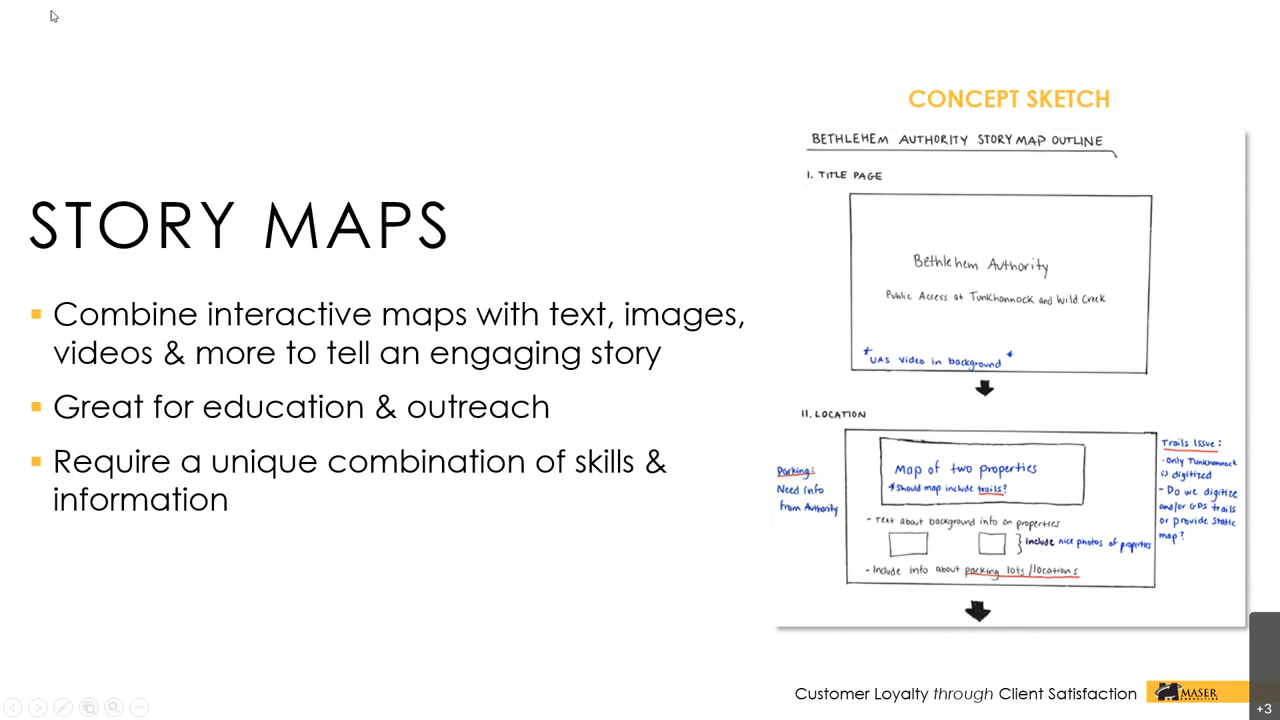 STORY MAPS
▪ Combine interactive maps with text, images,
videos & more to tell an engaging story
▪ Great for education & outreach
▪ Require a unique combination of skills &
information
CONCEPT SKETCH
BETHLEHEM AUTHORITY STORY MAP OUTLINE
I. TITLE PAGE
Bethlehem Authority
Public Access at Tunkhannock and Wild Creek
* UAS video in background *
II. LOCATION
Map of two properties
*Should map include trails?
- Text about background info on properties
} Include nice photos of properties
- Include info about parking lots/locations
Parking:
Need Info
from Authority
Trails Issue:
- Only Tunkhannock
is digitized
- Do we digitize
and/or GPS trails
or provide static
map?
Customer Loyalty through Client Satisfaction
MASER
CONSULTING
+3